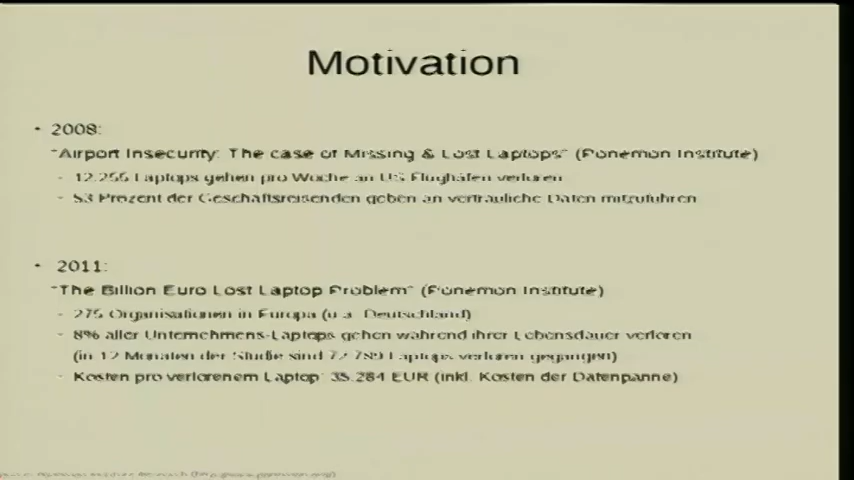 Motivation
• 2008:
"Airport Insecurity: The case of Missing & Lost Laptops" (Ponemon Institute)
- 12.255 Laptops gehen pro Woche an US Flughäfen verloren
- 53 Prozent der Geschäftsreisenden geben an vertrauliche Daten mitzuführen
• 2011:
"The Billion Euro Lost Laptop Problem" (Ponemon Institute)
- 275 Organisationen in Europa (u.a. Deutschland)
- 8% aller Unternehmens-Laptops gehen während ihrer Lebensdauer verloren
(in 12 Monaten der Studie sind 72.789 Laptops verloren gegangen)
- Kosten pro verlorenem Laptop: 35.284 EUR (inkl. Kosten der Datenpanne)